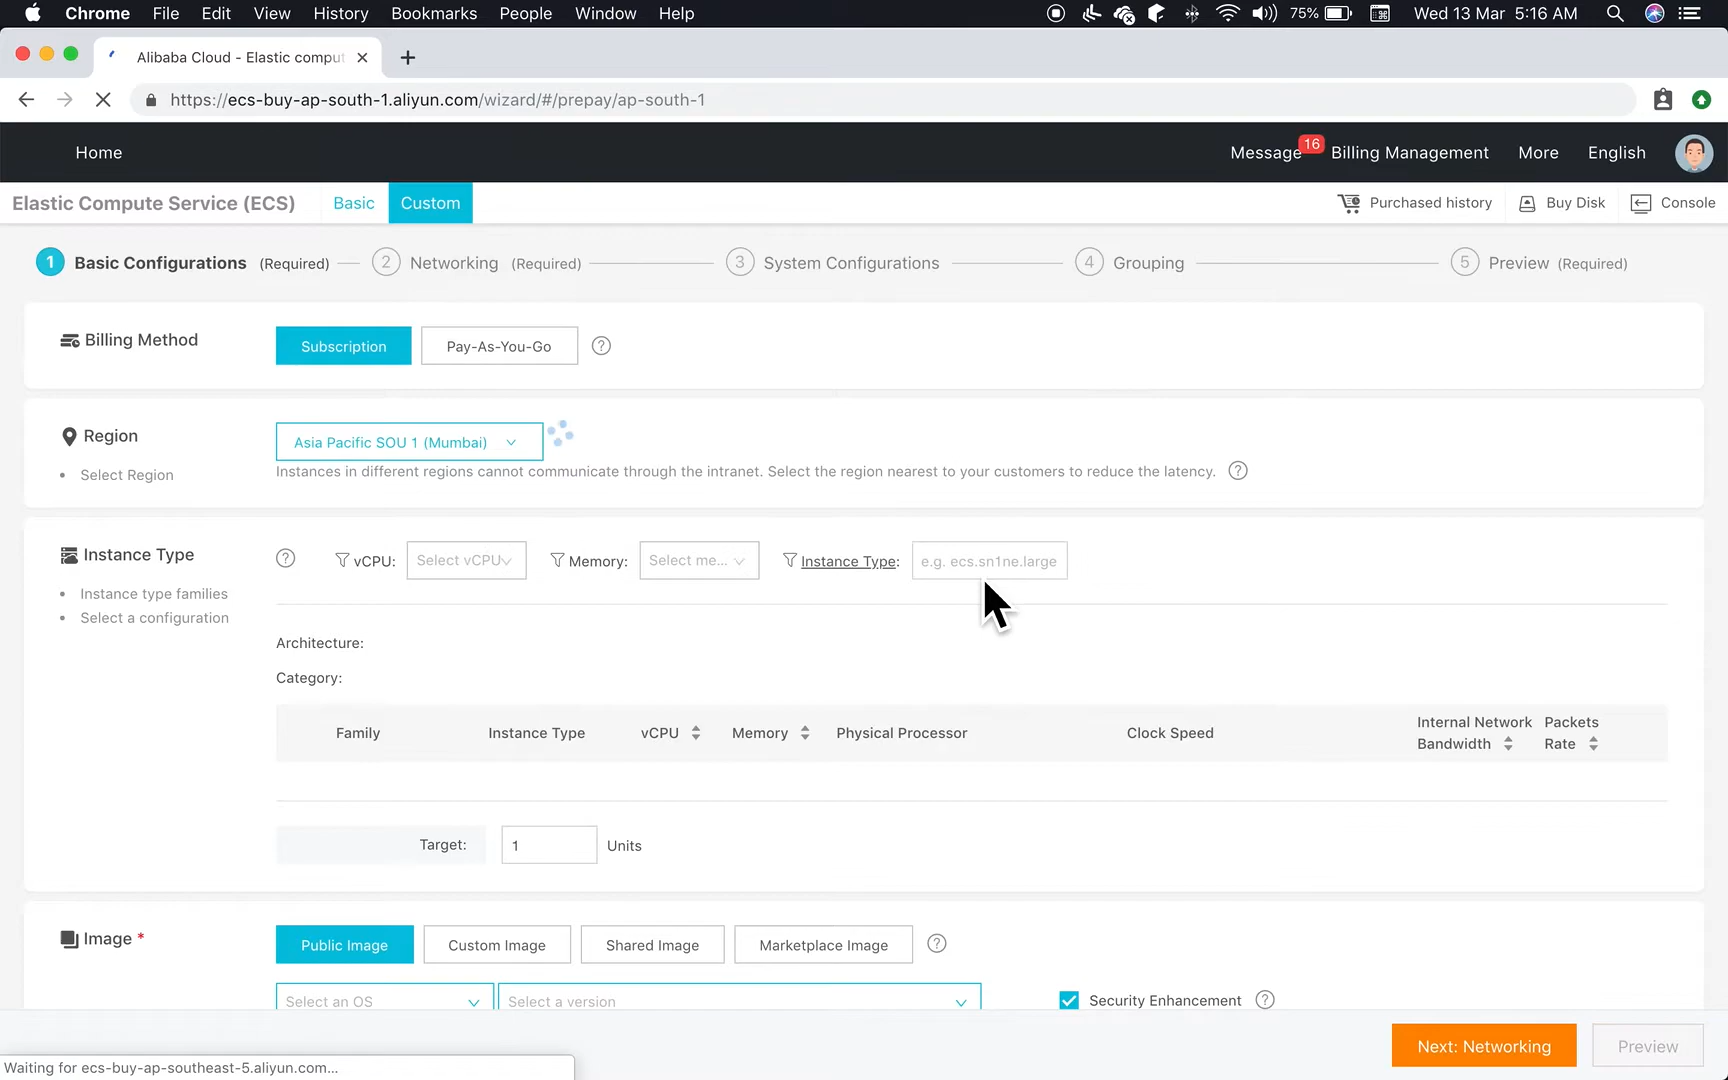 Chrome File Edit View History Bookmarks People Window Help 75% Wed 13 Mar 5:16 AM
Alibaba Cloud - Elastic comput
https://ecs-buy-ap-south-1.aliyun.com/wizard/#/prepay/ap-south-1
Home Message 16 Billing Management More English
Elastic Compute Service (ECS) Basic Custom Purchased history Buy Disk Console
1 Basic Configurations (Required) 2 Networking (Required) 3 System Configurations 4 Grouping 5 Preview (Required)
Billing Method Subscription Pay-As-You-Go ?
Region Asia Pacific SOU 1 (Mumbai)
• Select Region Instances in different regions cannot communicate through the intranet. Select the region nearest to your customers to reduce the latency. ?
Instance Type ? vCPU: Select vCPU Memory: Select me... Instance Type: e.g. ecs.sn1ne.large
• Instance type families
• Select a configuration
Architecture:
Category:
Family Instance Type vCPU Memory Physical Processor Clock Speed Internal Network Bandwidth Packets Rate
Target: 1 Units
Image * Public Image Custom Image Shared Image Marketplace Image ?
Select an OS Select a version Security Enhancement ?
Next: Networking Preview
Waiting for ecs-buy-ap-southeast-5.aliyun.com...